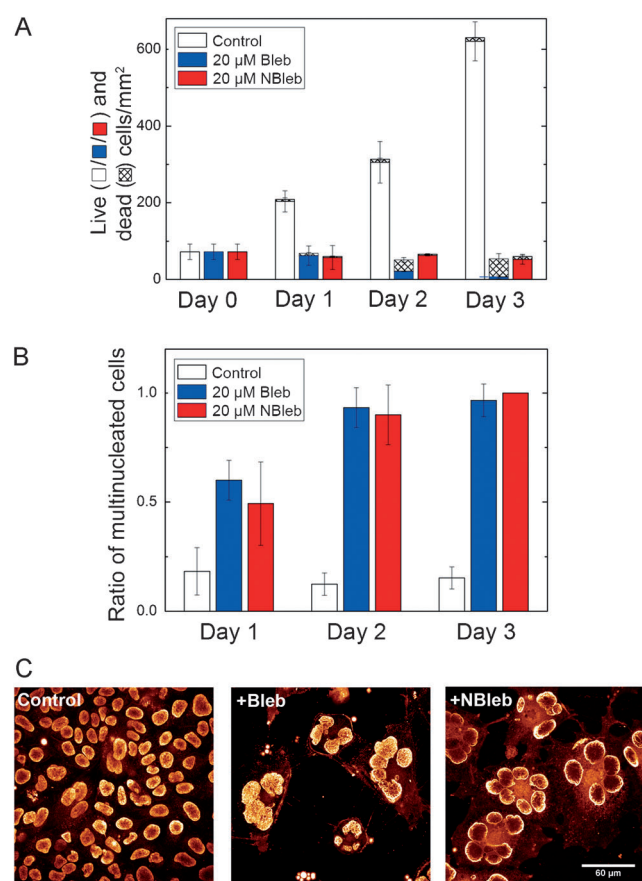 A
Control
20 µM Bleb
20 µM NBleb
Live (□/■/■) and
dead (▨) cells/mm²
600
400
200
0
Day 0
Day 1
Day 2
Day 3
B
Control
20 µM Bleb
20 µM NBleb
Ratio of multinucleated cells
1.0
0.5
0.0
Day 1
Day 2
Day 3
C
Control
+Bleb
+NBleb
60 µm